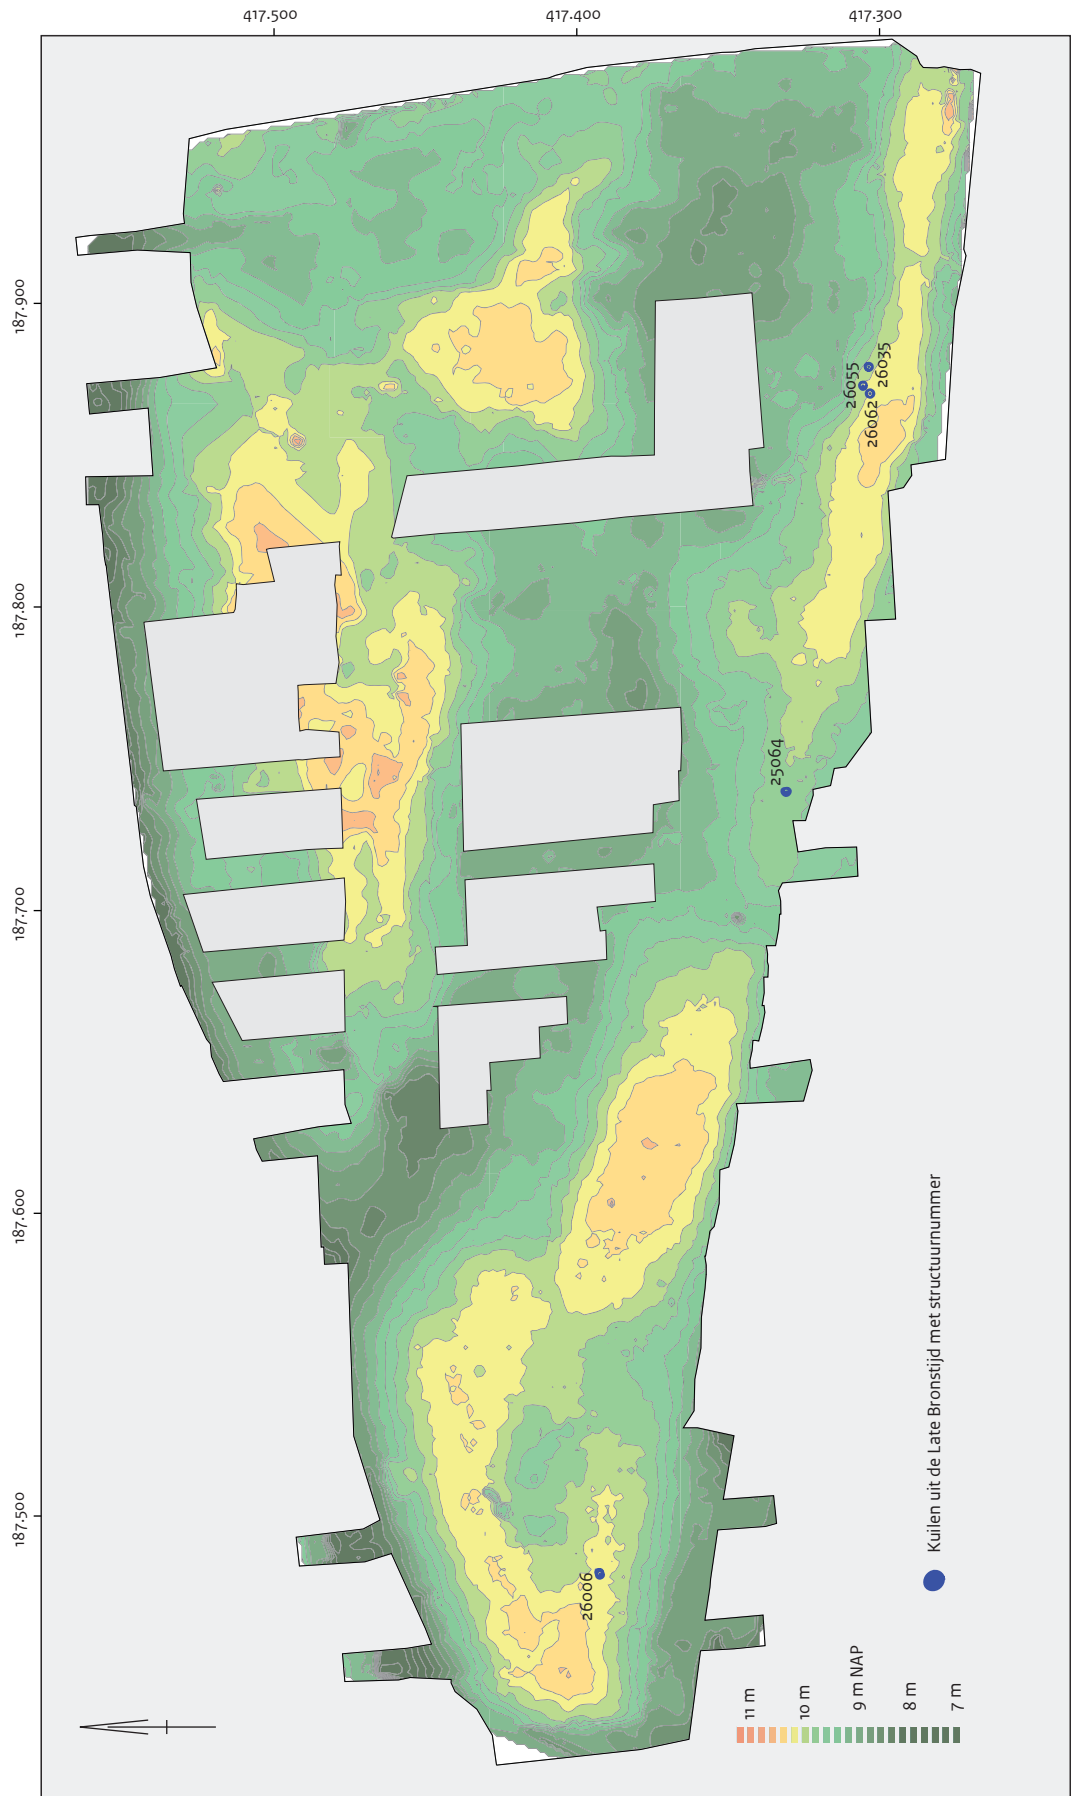 417.500
417.400
417.300
187.900
187.800
187.700
187.600
187.500
26055
26035
26062
25064
26006
Kuilen uit de Late Bronstijd met structuurnummer
11 m
10 m
9 m NAP
8 m
7 m